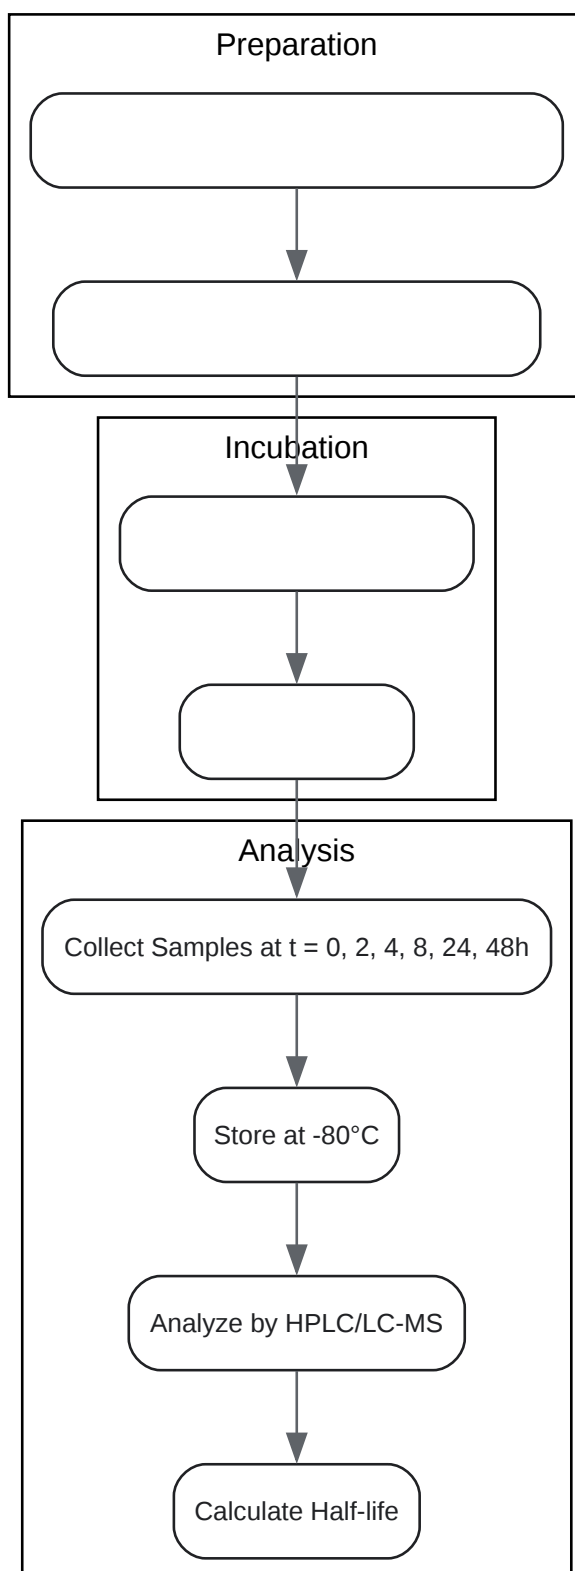 Preparation
Incubation
Analysis
Collect Samples at t = 0, 2, 4, 8, 24, 48h
Store at -80°C
Analyze by HPLC/LC-MS
Calculate Half-life